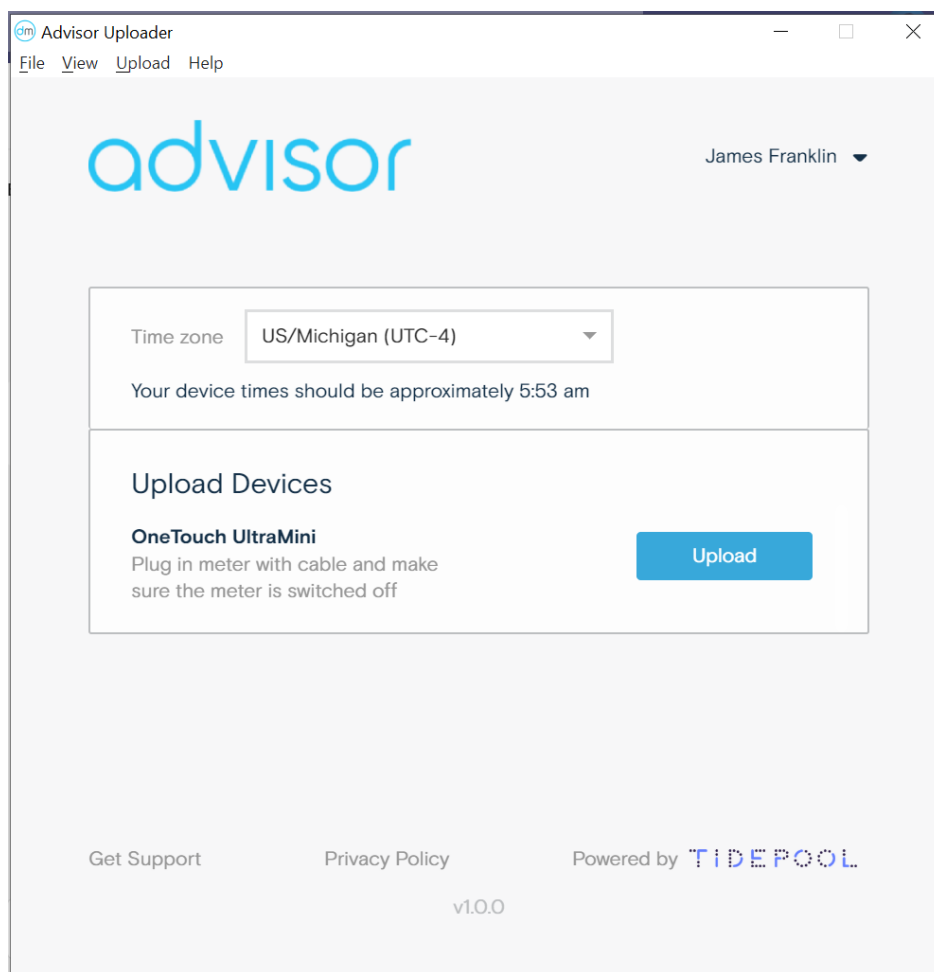 dm Advisor Uploader
File View Upload Help
advisor
James Franklin
Time zone US/Michigan (UTC-4)
Your device times should be approximately 5:53 am
Upload Devices
OneTouch UltraMini
Plug in meter with cable and make
sure the meter is switched off
Upload
Get Support Privacy Policy Powered by TIDEPOOL
v1.0.0